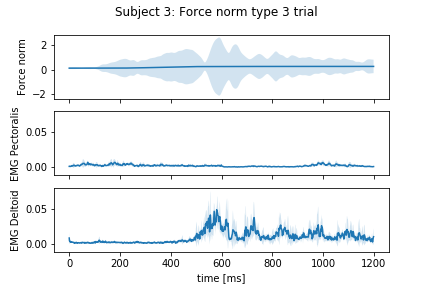 Subject 3: Force norm type 3 trial
Force norm
2
0
−2
EMG Pectoralis
0.05
0.00
EMG Deltoid
0.05
0.00
0 200 400 600 800 1000 1200
time [ms]